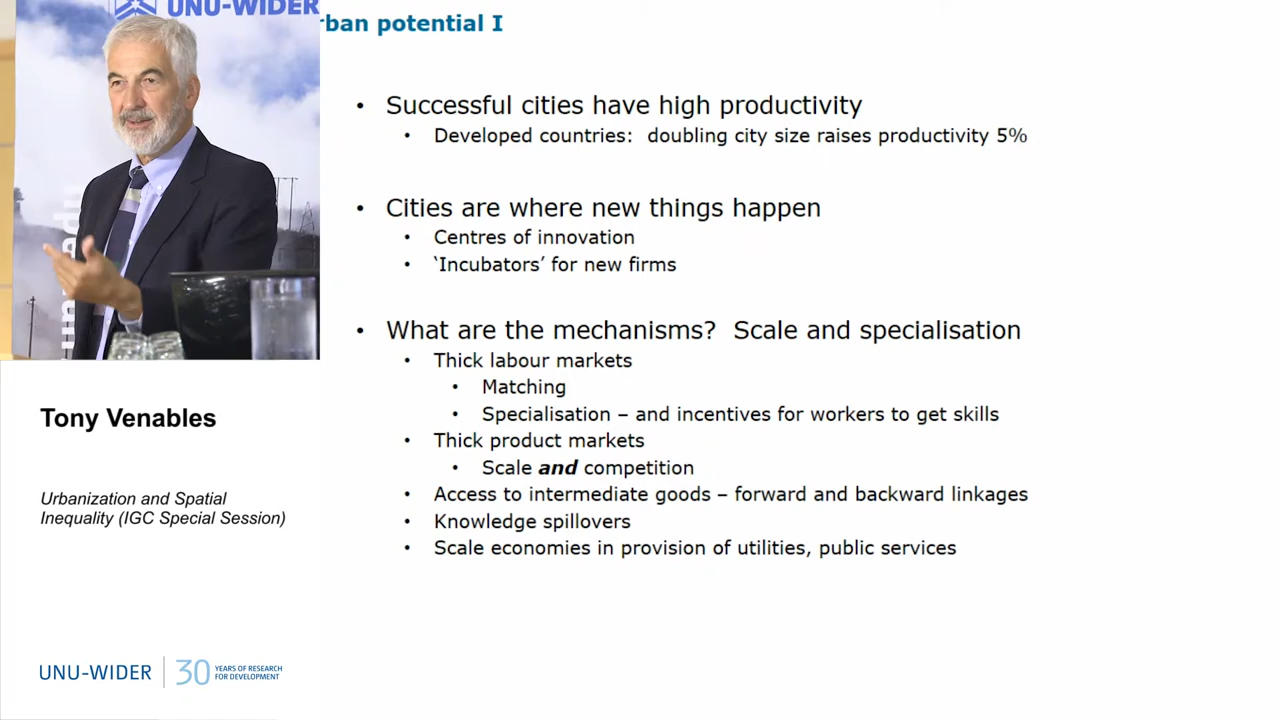 UNU-WIDER
rban potential I
• Successful cities have high productivity
• Developed countries: doubling city size raises productivity 5%
• Cities are where new things happen
• Centres of innovation
• ‘Incubators’ for new firms
• What are the mechanisms? Scale and specialisation
• Thick labour markets
• Matching
• Specialisation – and incentives for workers to get skills
• Thick product markets
• Scale and competition
• Access to intermediate goods – forward and backward linkages
• Knowledge spillovers
• Scale economies in provision of utilities, public services
Tony Venables
Urbanization and Spatial
Inequality (IGC Special Session)
UNU-WIDER
30
YEARS OF RESEARCH
FOR DEVELOPMENT